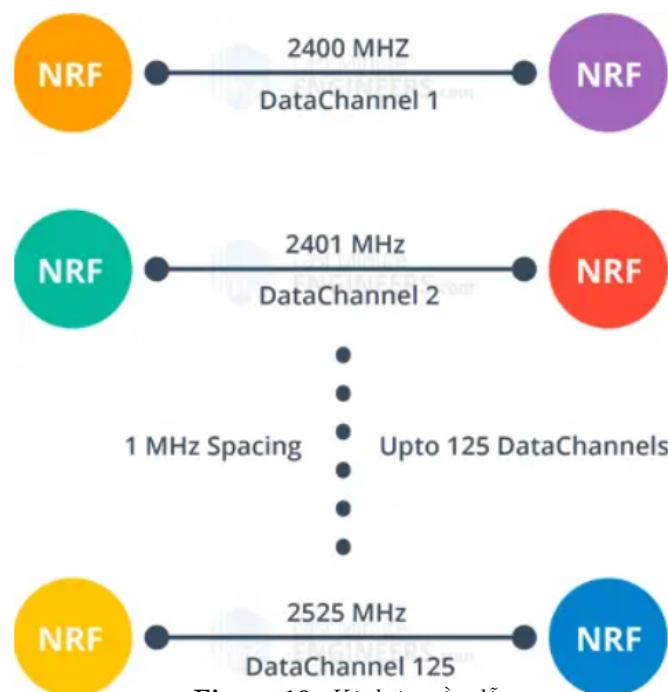 NRF
2400 MHZ
NRF
DataChannel 1
NRF
2401 MHz
NRF
DataChannel 2
1 MHz Spacing
Upto 125 DataChannels
NRF
2525 MHz
NRF
DataChannel 125